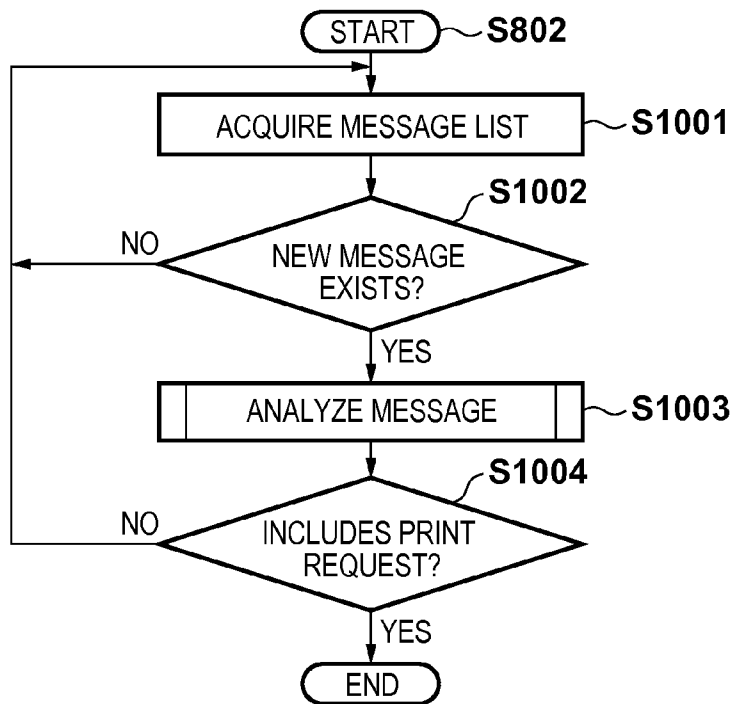 START
S802
ACQUIRE MESSAGE LIST
S1001
S1002
NO
NEW MESSAGE
EXISTS?
YES
ANALYZE MESSAGE
S1003
S1004
NO
INCLUDES PRINT
REQUEST?
YES
END